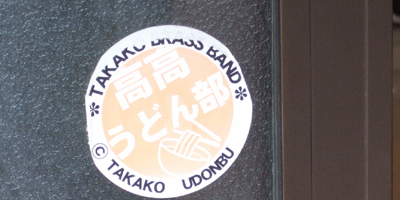 *TAKAKO BRASS BAND*
高高
うどん部
© TAKAKO UDONBU